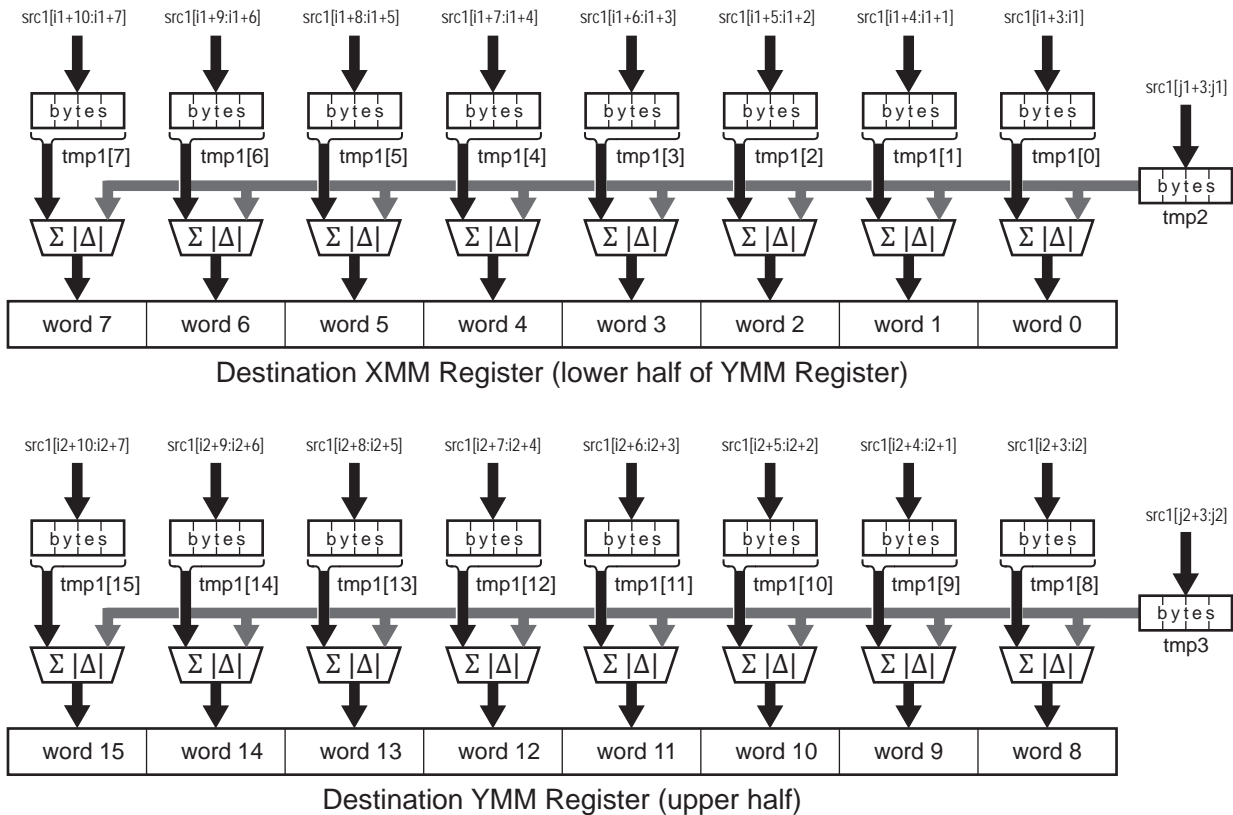 src1[i1+10:i1+7] src1[i1+9:i1+6] src1[i1+8:i1+5] src1[i1+7:i1+4] src1[i1+6:i1+3] src1[i1+5:i1+2] src1[i1+4:i1+1] src1[i1+3:i1]
src1[j1+3:j1]
bytes bytes bytes bytes bytes bytes bytes bytes
tmp1[7] tmp1[6] tmp1[5] tmp1[4] tmp1[3] tmp1[2] tmp1[1] tmp1[0]
bytes
tmp2
Σ |Δ| Σ |Δ| Σ |Δ| Σ |Δ| Σ |Δ| Σ |Δ| Σ |Δ| Σ |Δ|
word 7 word 6 word 5 word 4 word 3 word 2 word 1 word 0
Destination XMM Register (lower half of YMM Register)
src1[i2+10:i2+7] src1[i2+9:i2+6] src1[i2+8:i2+5] src1[i2+7:i2+4] src1[i2+6:i2+3] src1[i2+5:i2+2] src1[i2+4:i2+1] src1[i2+3:i2]
src1[j2+3:j2]
bytes bytes bytes bytes bytes bytes bytes bytes
tmp1[15] tmp1[14] tmp1[13] tmp1[12] tmp1[11] tmp1[10] tmp1[9] tmp1[8]
bytes
tmp3
Σ |Δ| Σ |Δ| Σ |Δ| Σ |Δ| Σ |Δ| Σ |Δ| Σ |Δ| Σ |Δ|
word 15 word 14 word 13 word 12 word 11 word 10 word 9 word 8
Destination YMM Register (upper half)